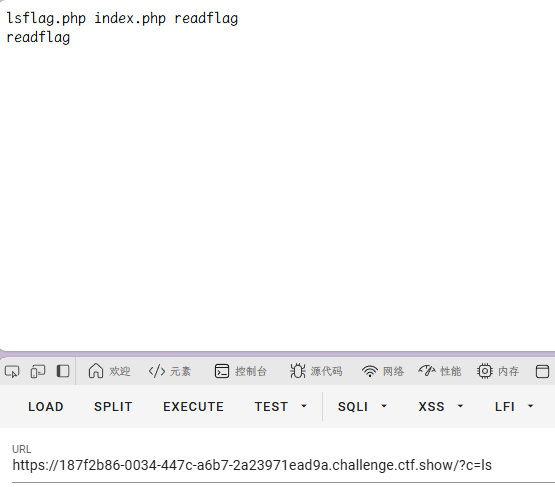 lsflag.php index.php readflag
readflag
欢迎 元素 控制台 源代码 网络 性能 内存
LOAD SPLIT EXECUTE TEST SQLI XSS LFI
URL
https://187f2b86-0034-447c-a6b7-2a23971ead9a.challenge.ctf.show/?c=ls